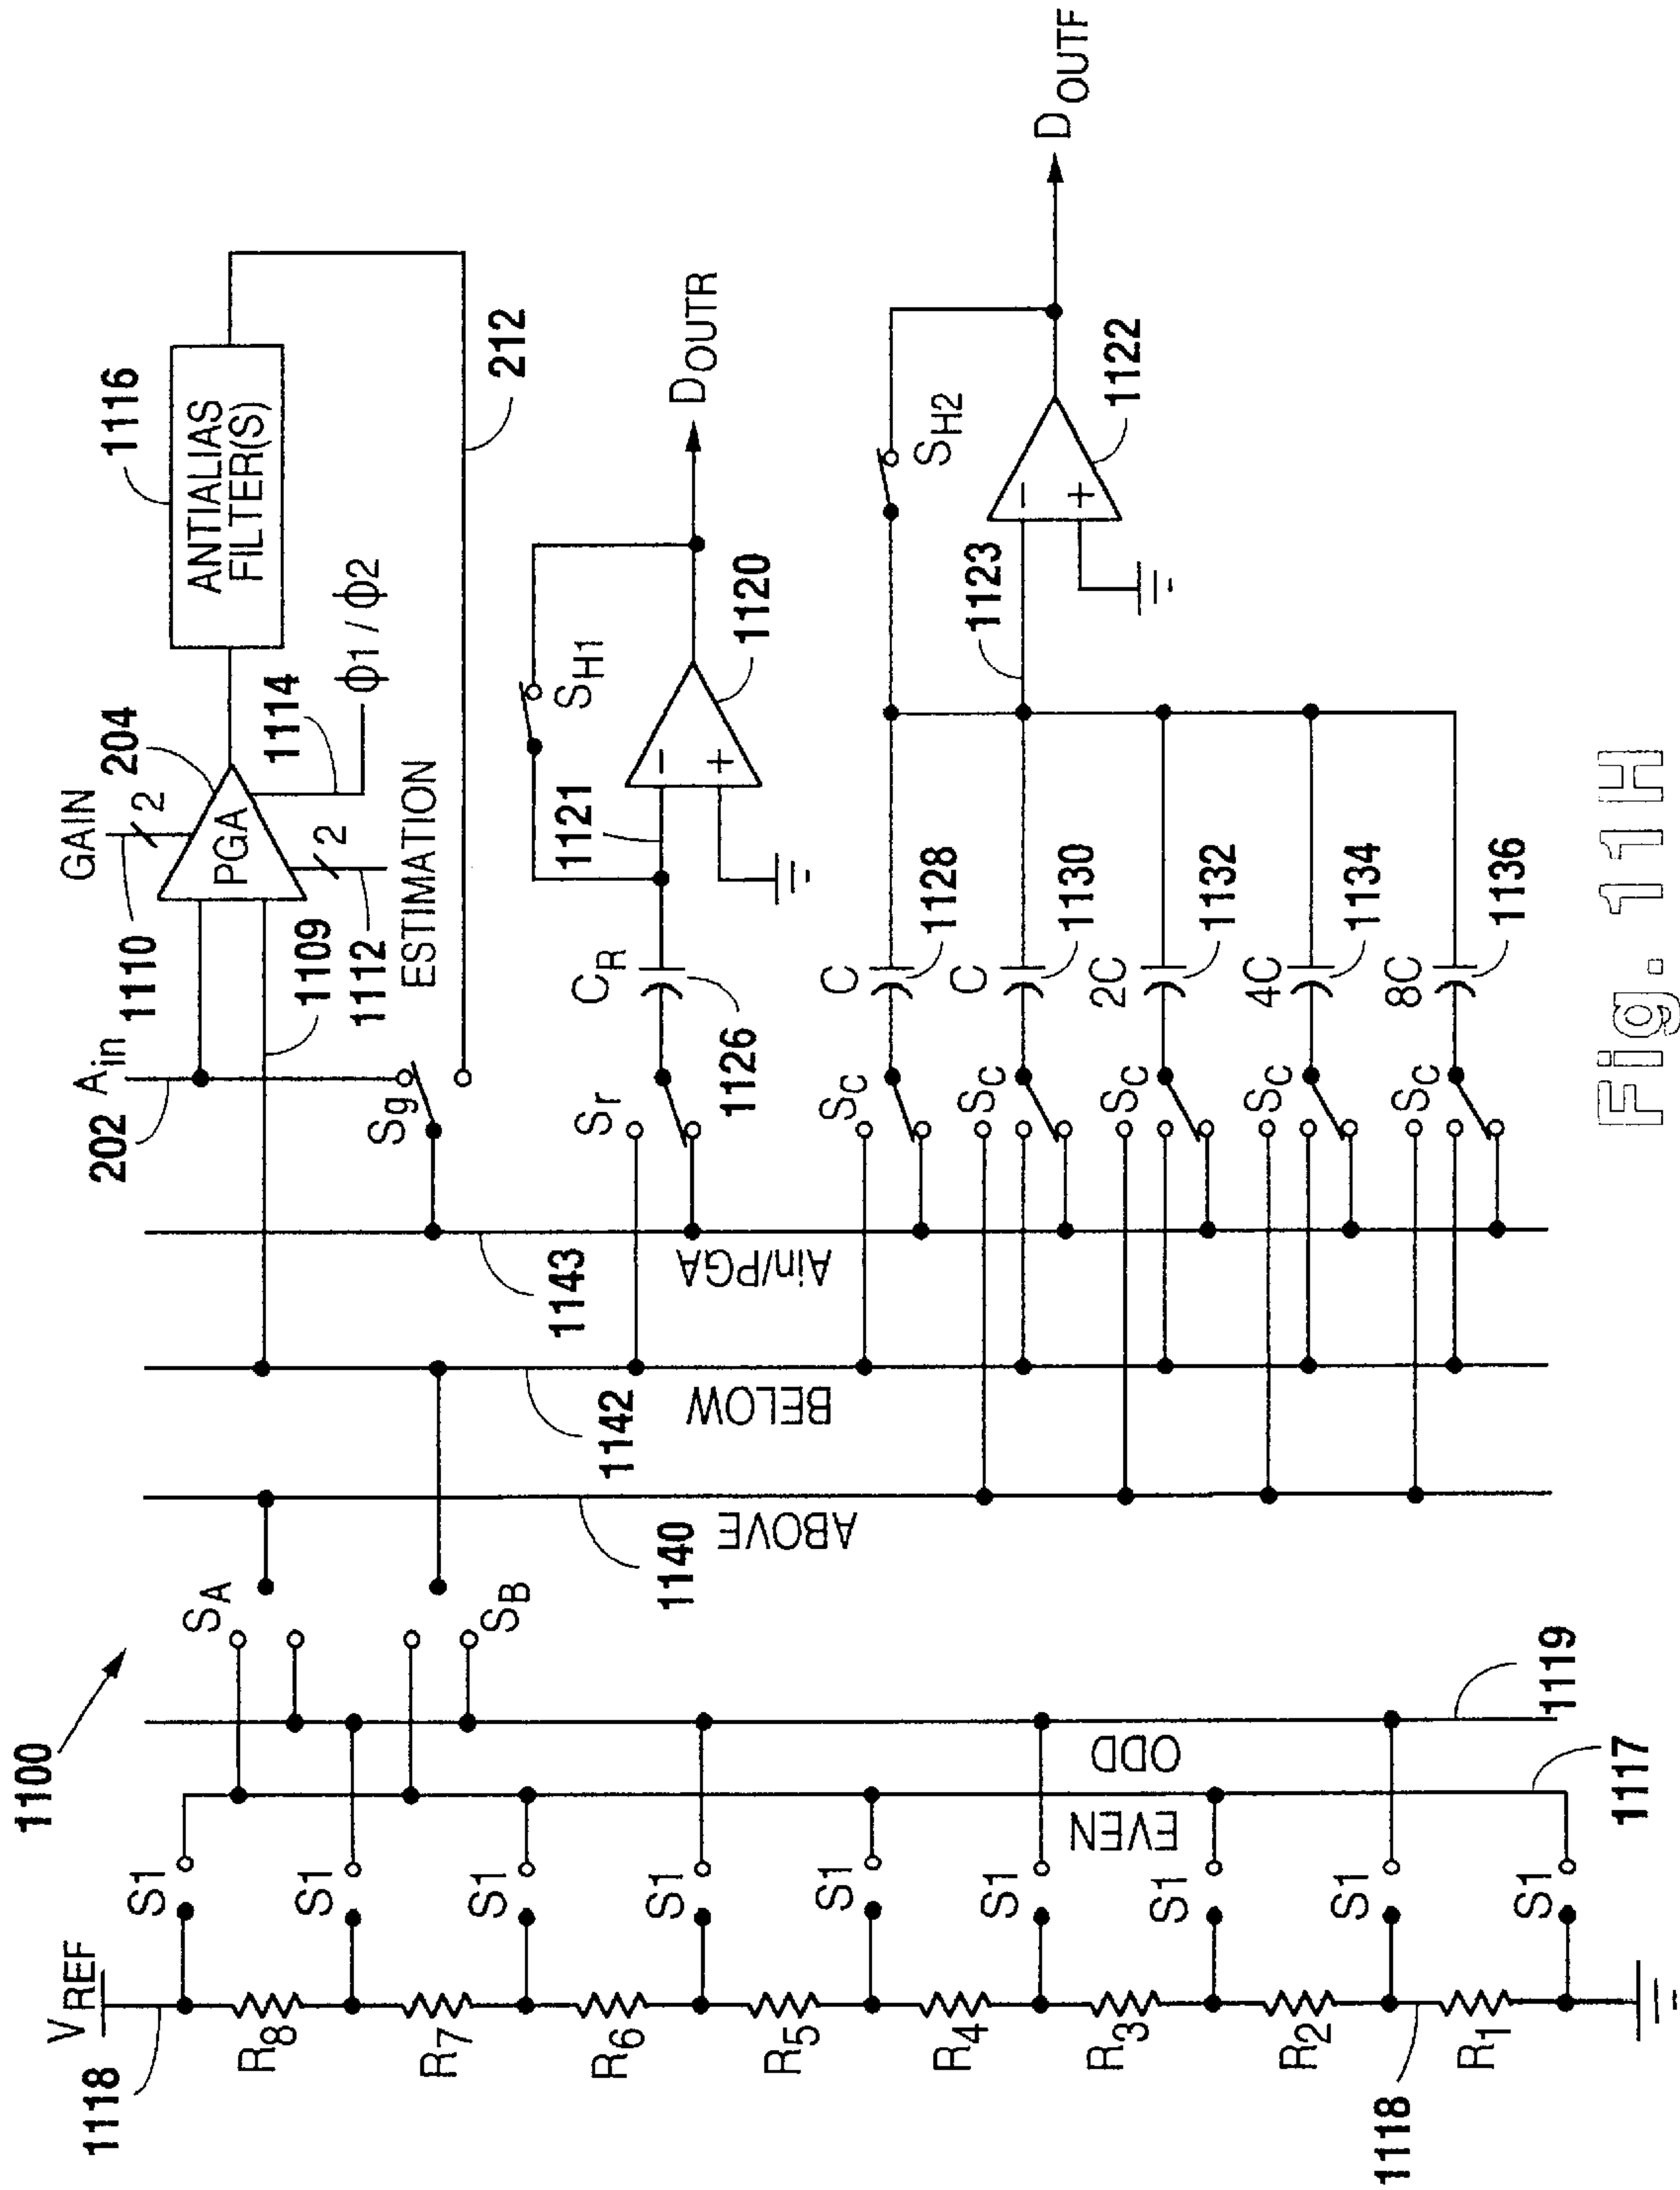 1100
V REF
1118
S1
S1
S1
S1
S1
S1
S1
S1
S1
R8
R7
R6
R5
R4
R3
R2
R1
1118
EVEN
1117
ODD
1119
SA
SB
ABOVE
1140
BELOW
1142
Ain/PGA
1143
202
Ain
Sg
1110
GAIN
2
PGA
204
1109
1112
2
ESTIMATION
1114
ϕ1 / ϕ2
1116
ANTIALIAS
FILTER(S)
212
Sr
CR
1126
1121
SH1
-
+
1120
DOUTR
SC
C
1128
SC
C
1130
SC
2C
1132
SC
4C
1134
SC
8C
1136
1123
SH2
-
+
1122
DOUTF
Fig. 11H